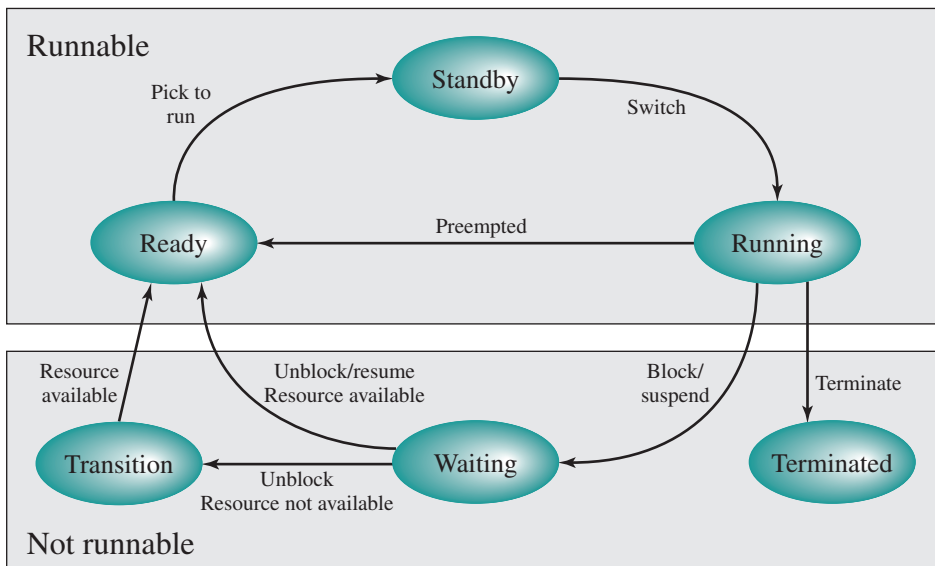 Runnable
Standby
Pick to
run
Switch
Preempted
Ready
Running
Resource
available
Unblock/resume
Resource available
Block/
suspend
Terminate
Transition
Waiting
Terminated
Unblock
Resource not available
Not runnable